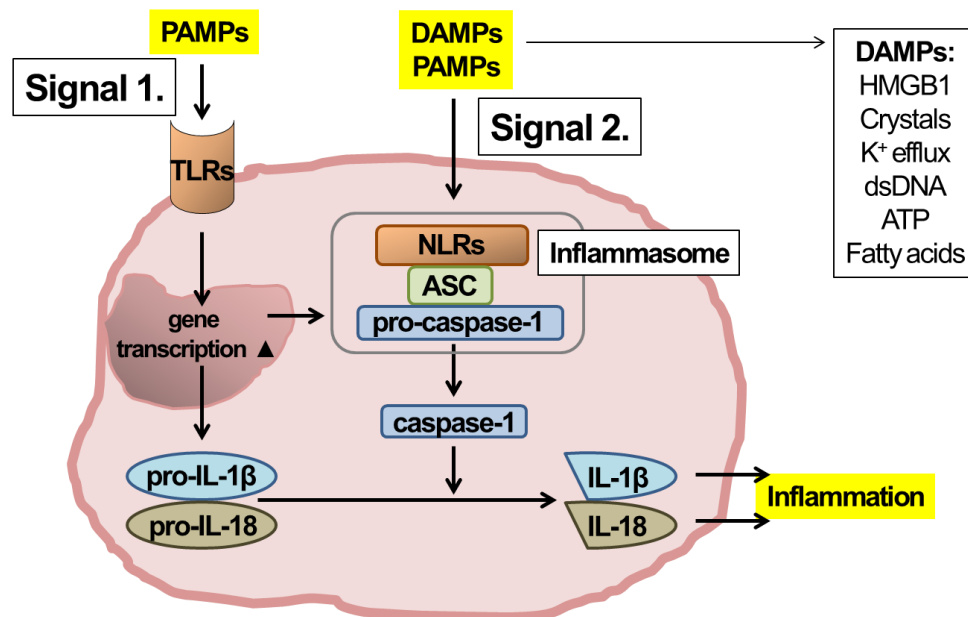 PAMPs
Signal 1.
TLRs
DAMPs
PAMPs
Signal 2.
DAMPs:
HMGB1
Crystals
K⁺ efflux
dsDNA
ATP
Fatty acids
NLRs
ASC
pro-caspase-1
Inflammasome
gene
transcription ▲
caspase-1
pro-IL-1β
pro-IL-18
IL-1β
IL-18
Inflammation